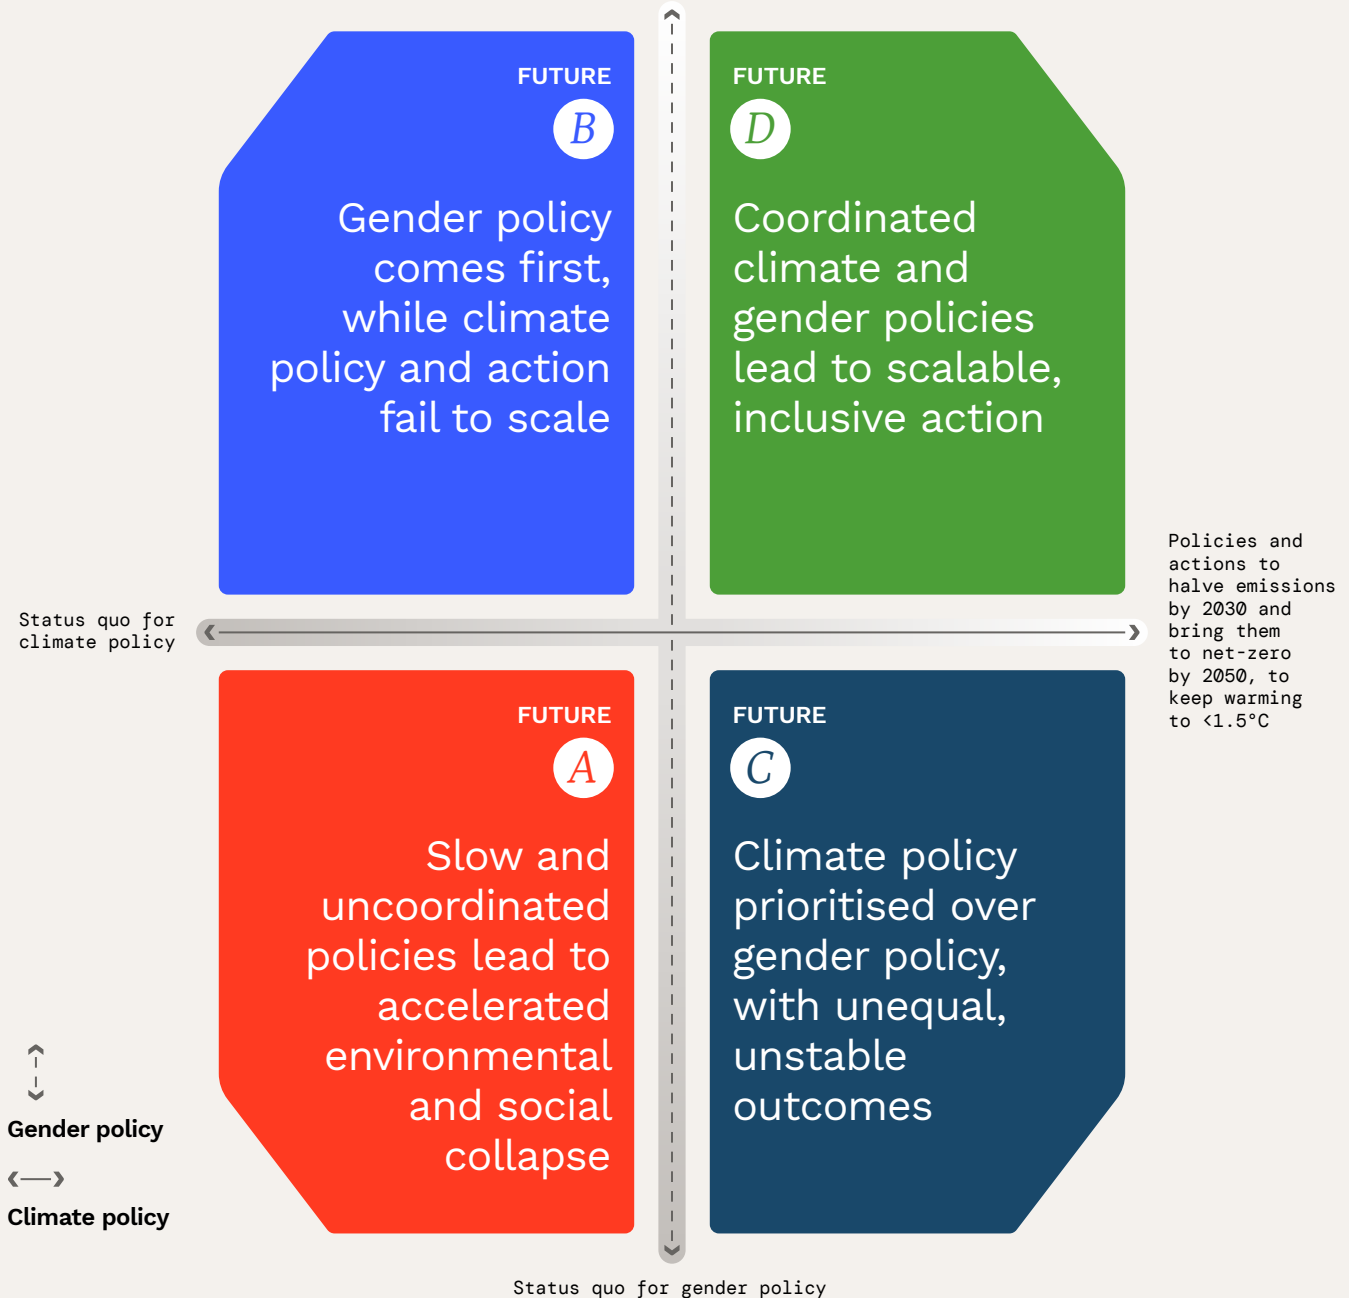 FUTURE
B
Gender policy
comes first,
while climate
policy and action
fail to scale
FUTURE
D
Coordinated
climate and
gender policies
lead to scalable,
inclusive action
Status quo for
climate policy
Policies and
actions to
halve emissions
by 2030 and
bring them
to net-zero
by 2050, to
keep warming
to <1.5°C
FUTURE
A
Slow and
uncoordinated
policies lead to
accelerated
environmental
and social
collapse
FUTURE
C
Climate policy
prioritised over
gender policy,
with unequal,
unstable
outcomes
Gender policy
Climate policy
Status quo for gender policy